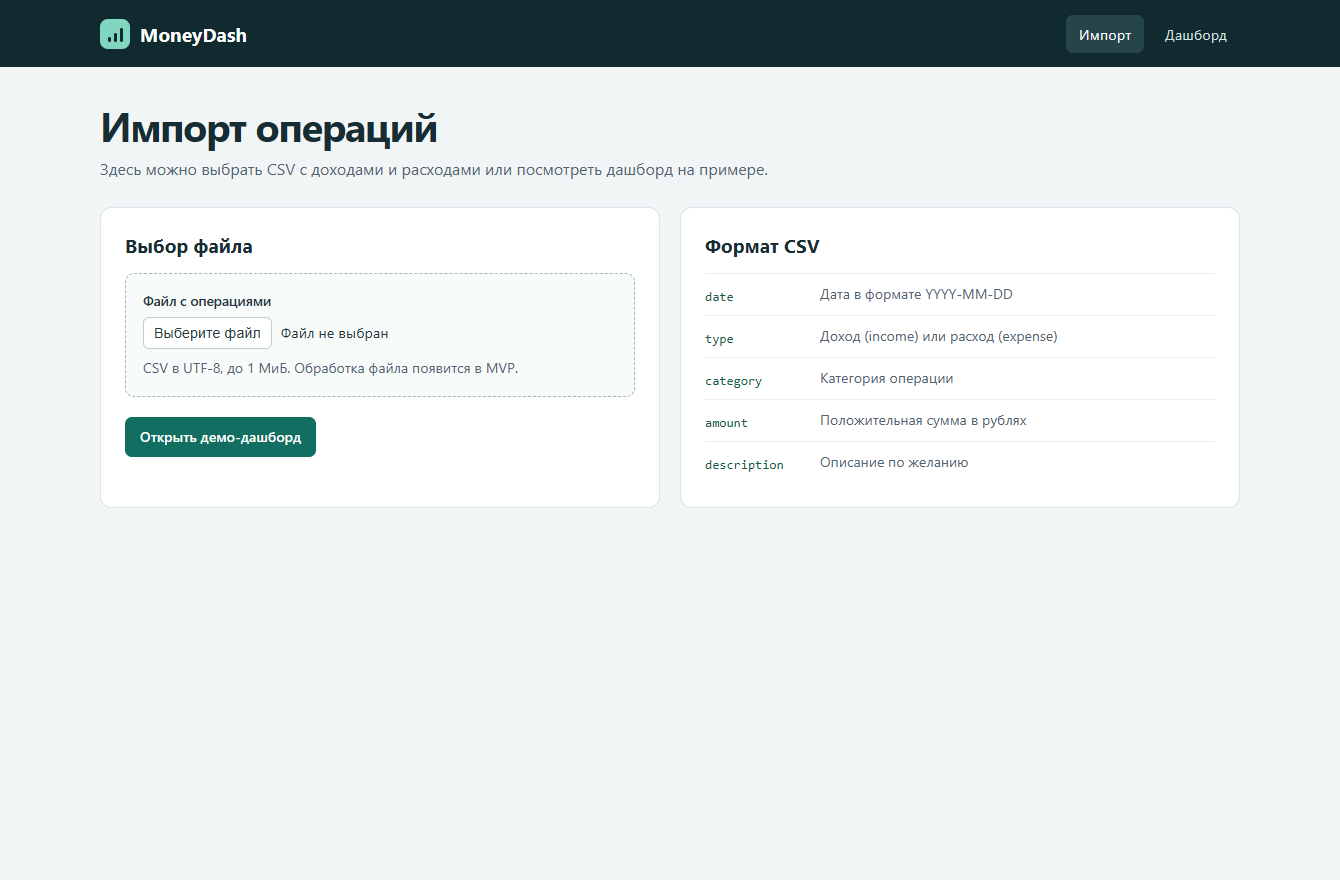 MoneyDash
Импорт
Дашборд
Импорт операций
Здесь можно выбрать CSV с доходами и расходами или посмотреть дашборд на примере.
Выбор файла
Файл с операциями
Выберите файл Файл не выбран
CSV в UTF-8, до 1 МиБ. Обработка файла появится в MVP.
Открыть демо-дашборд
Формат CSV
date Дата в формате YYYY-MM-DD
type Доход (income) или расход (expense)
category Категория операции
amount Положительная сумма в рублях
description Описание по желанию